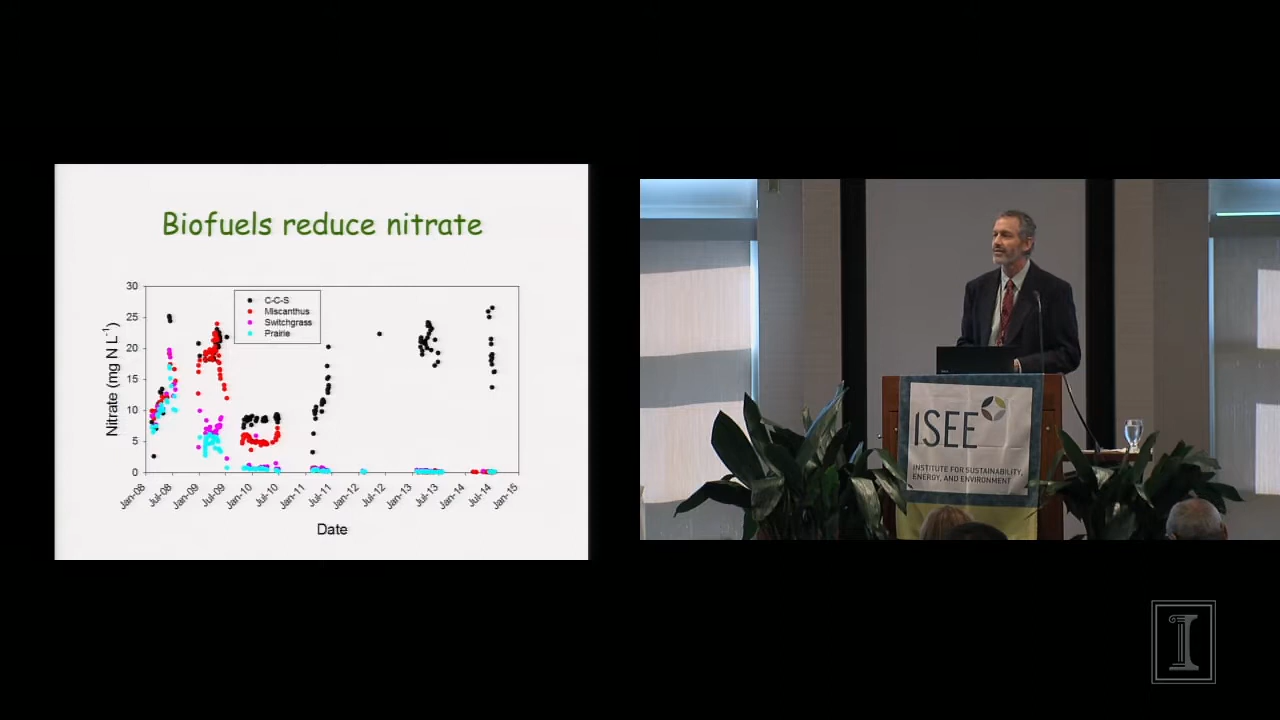 Biofuels reduce nitrate
30
25
20
15
10
5
0
Nitrate (mg N L⁻¹)
C-C-S
Miscanthus
Switchgrass
Prairie
Jan-08
Jul-08
Jan-09
Jul-09
Jan-10
Jul-10
Jan-11
Jul-11
Jan-12
Jul-12
Jan-13
Jul-13
Jan-14
Jul-14
Jan-15
Date
ISEE
INSTITUTE FOR SUSTAINABILITY,
ENERGY, AND ENVIRONMENT
I